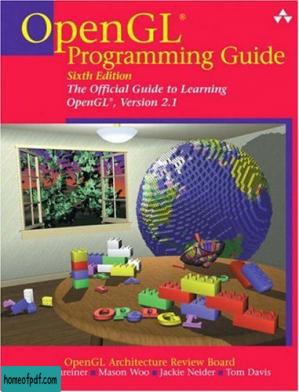 OpenGL®
Programming Guide
Sixth Edition
The Official Guide to Learning
OpenGL®, Version 2.1
OpenGL
OpenGL Architecture Review Board
• Mason Woo • Jackie Neider • Tom Davis
homeofpdf.com